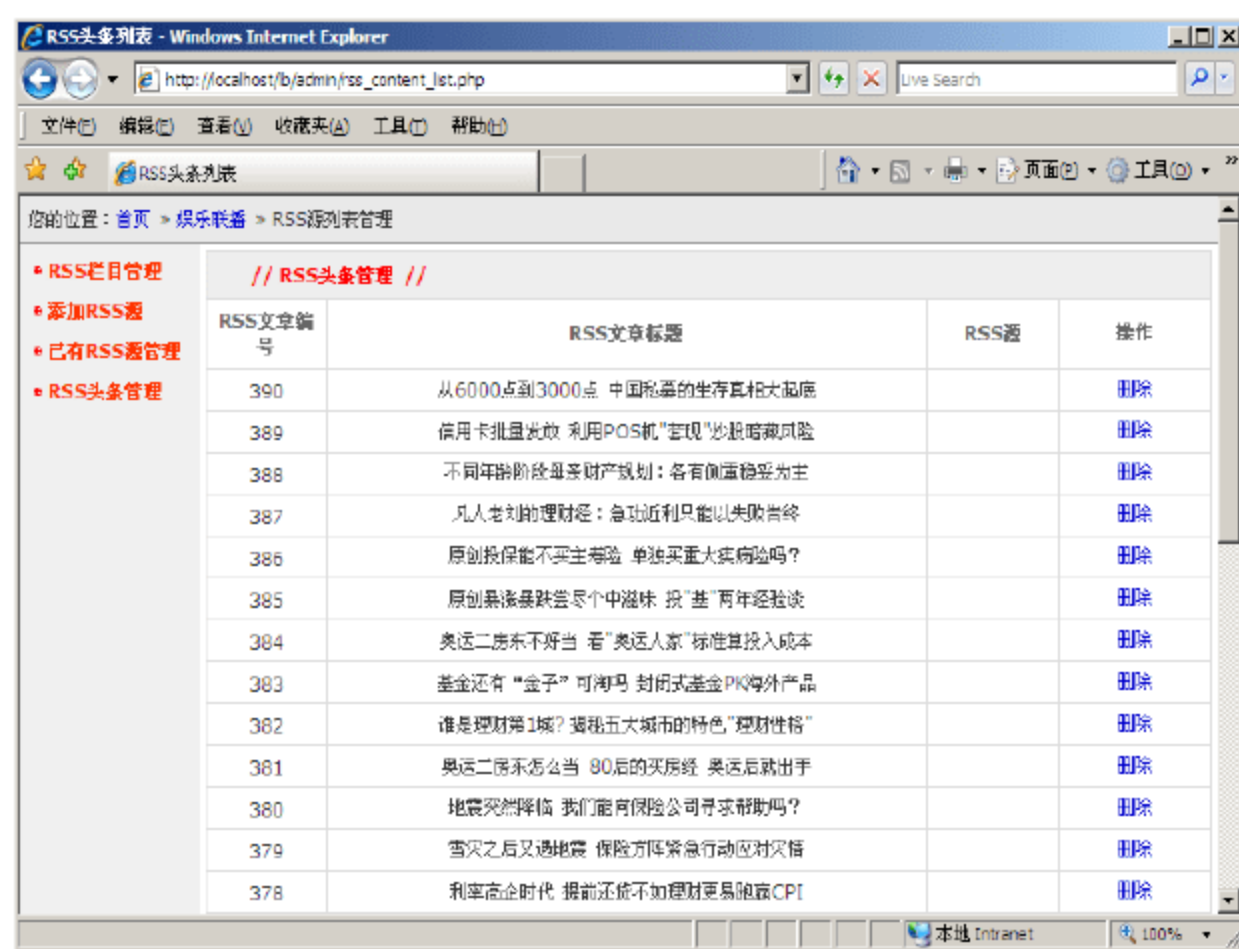 RSS头条列表 - Windows Internet Explorer
http://localhost/lb/admin/rss_content_list.php
Live Search
文件(F) 编辑(E) 查看(V) 收藏夹(A) 工具(T) 帮助(H)
RSS头条列表
页面(P) 工具(O) »
您的位置：首页 » 娱乐联播 » RSS源列表管理
RSS栏目管理
添加RSS源
已有RSS源管理
RSS头条管理
// RSS头条管理 //
RSS文章编号 RSS文章标题 RSS源 操作
390 从6000点到3000点 中国私募的生存真相大起底 删除
389 信用卡批量发放 利用POS机"套现"炒股暗藏风险 删除
388 不同年龄阶段母亲财产规划：各有侧重稳妥为主 删除
387 凡人老刘的理财经：急功近利只能以失败告终 删除
386 原创投保能不买主寿险 单独买重大疾病险吗? 删除
385 原创暴涨暴跌尝尽个中滋味 投"基"两年经验谈 删除
384 奥运二房东不好当 看"奥运人家"标准算投入成本 删除
383 基金还有 “金子” 可淘吗 封闭式基金PK海外产品 删除
382 谁是理财第1城? 揭秘五大城市的特色"理财性格" 删除
381 奥运二房东怎么当 80后的买房经 奥运后就出手 删除
380 地震突然降临 我们能向保险公司寻求帮助吗? 删除
379 雪灾之后又遇地震 保险方阵紧急行动应对灾情 删除
378 利率高企时代 提前还贷不如理财更易跑赢CPI 删除
本地 Intranet 100%